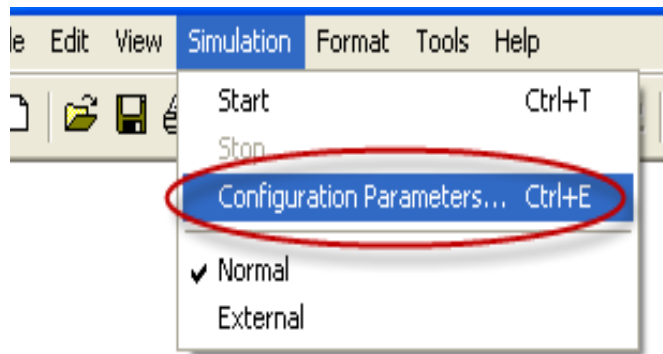 le Edit View Simulation Format Tools Help
Start Ctrl+T
Stop
Configuration Parameters... Ctrl+E
Normal
External